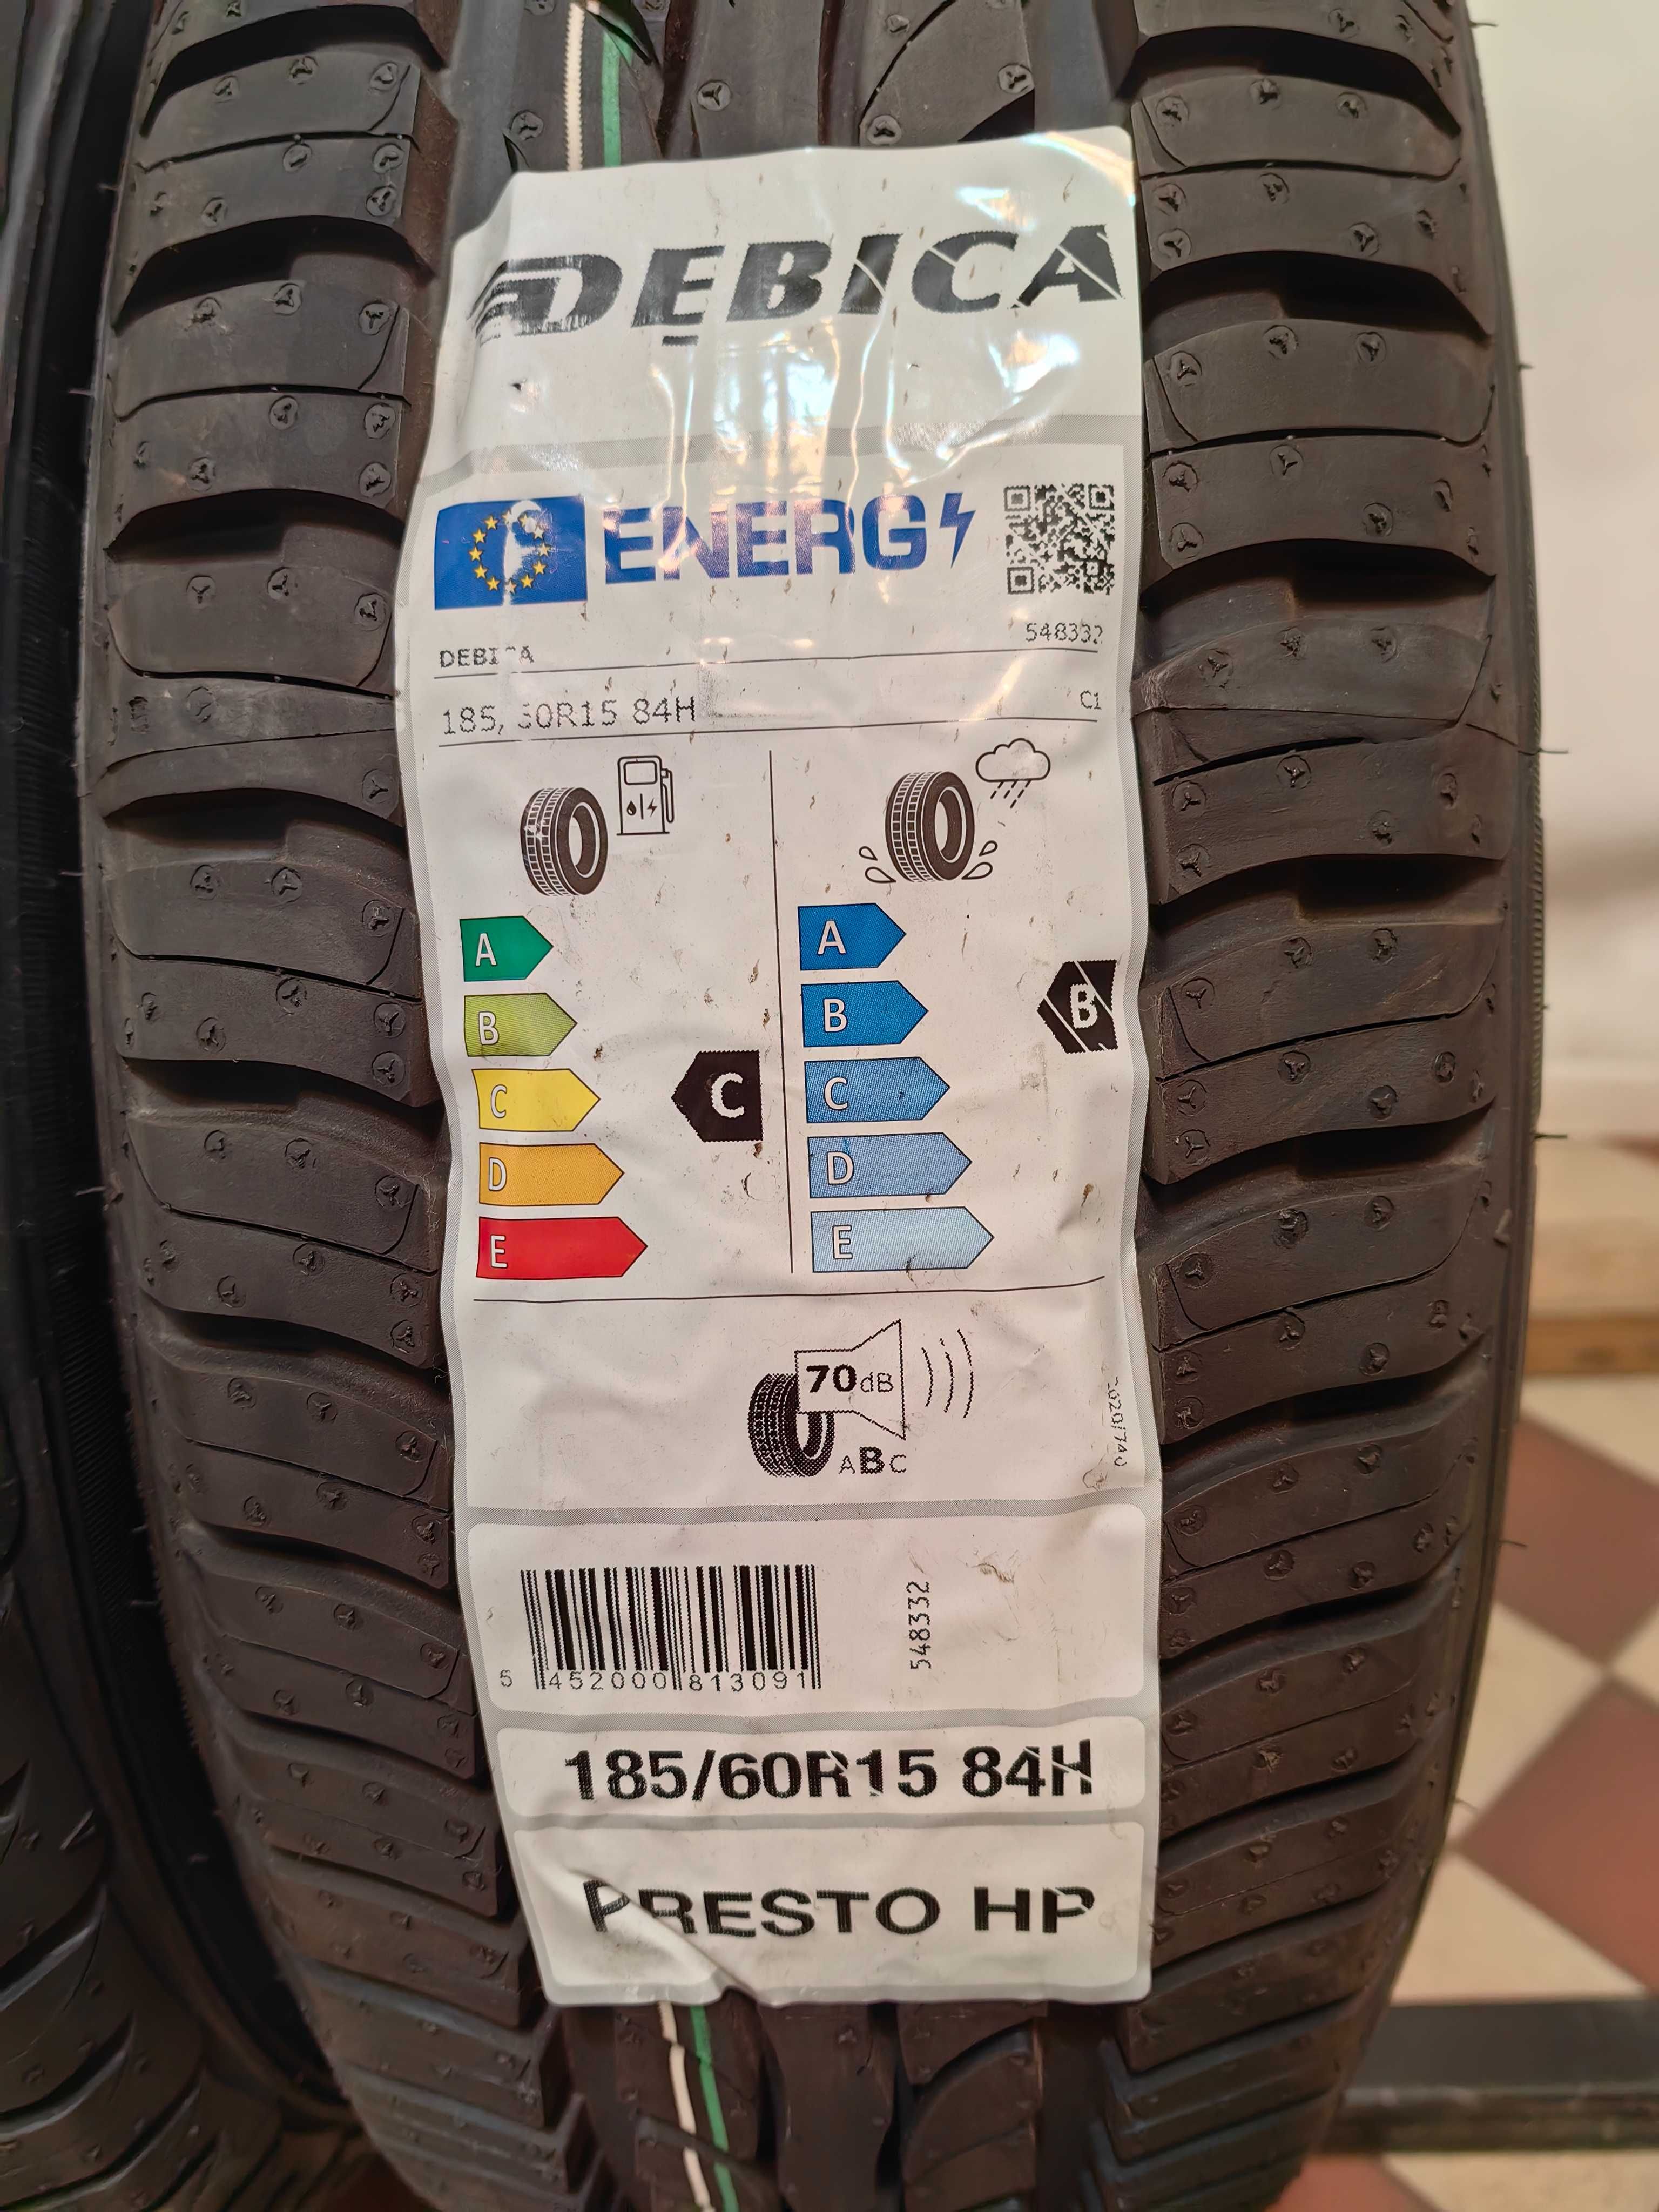 DĘBICA
ENERG
548332
DEBICA
185/60R15 84H
C1
A
B
C
D
E
C
A
B
C
D
E
B
70dB
ABC
2020/740
5 452000 813091
548332
185/60R15 84H
PRESTO HP